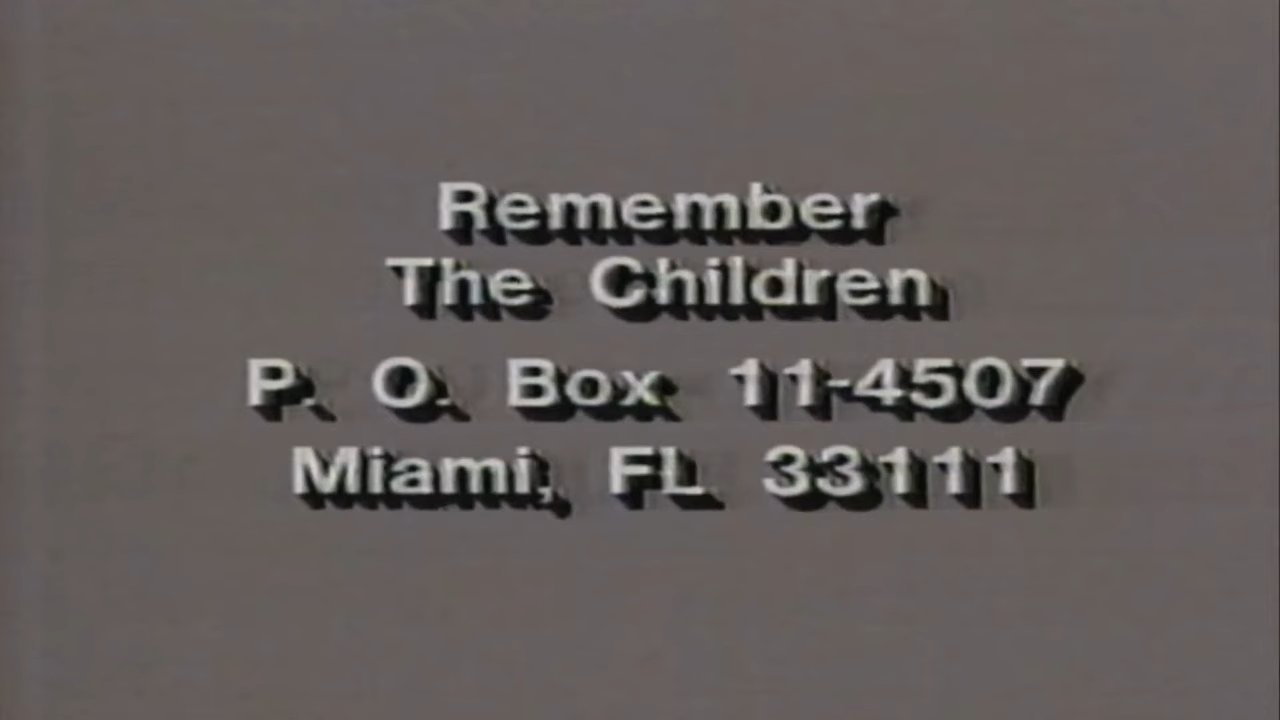 Remember
The Children
P. O. Box 11-4507
Miami, FL 33111